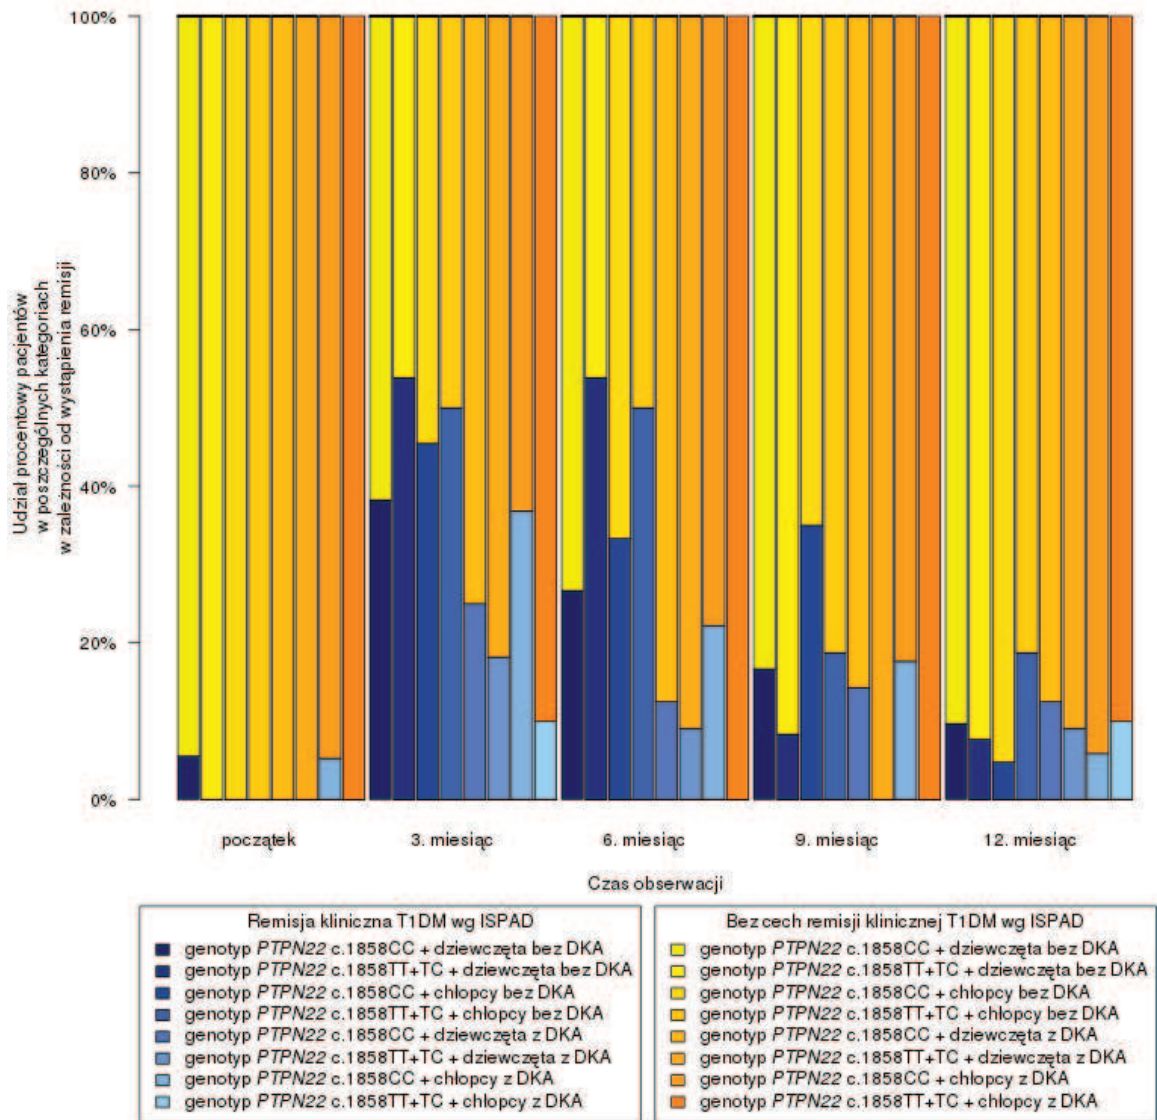 100%
80%
60%
40%
20%
0%
Udział procentowy pacjentów
w poszczególnych kategoriach
w zależności od wystąpienia remisji
początek
3. miesiąc
6. miesiąc
9. miesiąc
12. miesiąc
Czas obserwacji
Remisja kliniczna T1DM wg ISPAD
genotyp PTPN22 c.1858CC + dziewczęta bez DKA
genotyp PTPN22 c.1858TT+TC + dziewczęta bez DKA
genotyp PTPN22 c.1858CC + chłopcy bez DKA
genotyp PTPN22 c.1858TT+TC + chłopcy bez DKA
genotyp PTPN22 c.1858CC + dziewczęta z DKA
genotyp PTPN22 c.1858TT+TC + dziewczęta z DKA
genotyp PTPN22 c.1858CC + chłopcy z DKA
genotyp PTPN22 c.1858TT+TC + chłopcy z DKA
Bez cech remisji klinicznej T1DM wg ISPAD
genotyp PTPN22 c.1858CC + dziewczęta bez DKA
genotyp PTPN22 c.1858TT+TC + dziewczęta bez DKA
genotyp PTPN22 c.1858CC + chłopcy bez DKA
genotyp PTPN22 c.1858TT+TC + chłopcy bez DKA
genotyp PTPN22 c.1858CC + dziewczęta z DKA
genotyp PTPN22 c.1858TT+TC + dziewczęta z DKA
genotyp PTPN22 c.1858CC + chłopcy z DKA
genotyp PTPN22 c.1858TT+TC + chłopcy z DKA